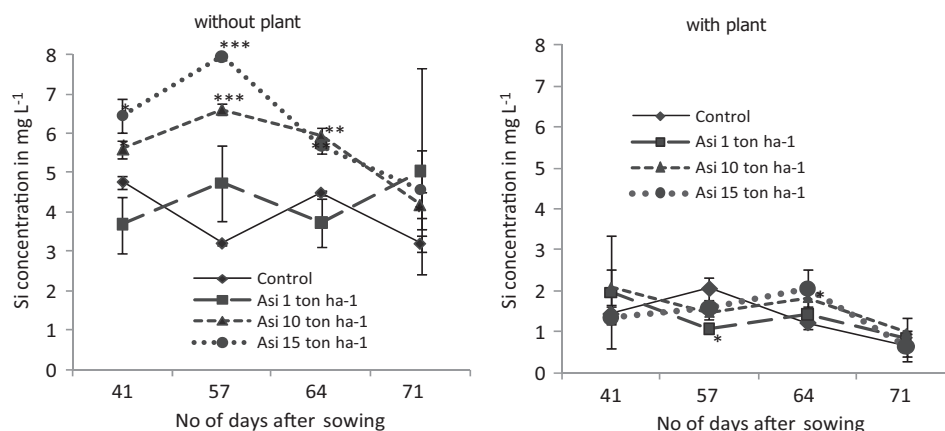 without plant
Si concentration in mg L-1
8
7
6
5
4
3
2
1
0
***
*
***
*
**
**
Control
Asi 1 ton ha-1
Asi 10 ton ha-1
Asi 15 ton ha-1
41 57 64 71
No of days after sowing
with plant
Si concentration in mg L-1
8
7
6
5
4
3
2
1
0
Control
Asi 1 ton ha-1
Asi 10 ton ha-1
Asi 15 ton ha-1
*
*
41 57 64 71
No of days after sowing